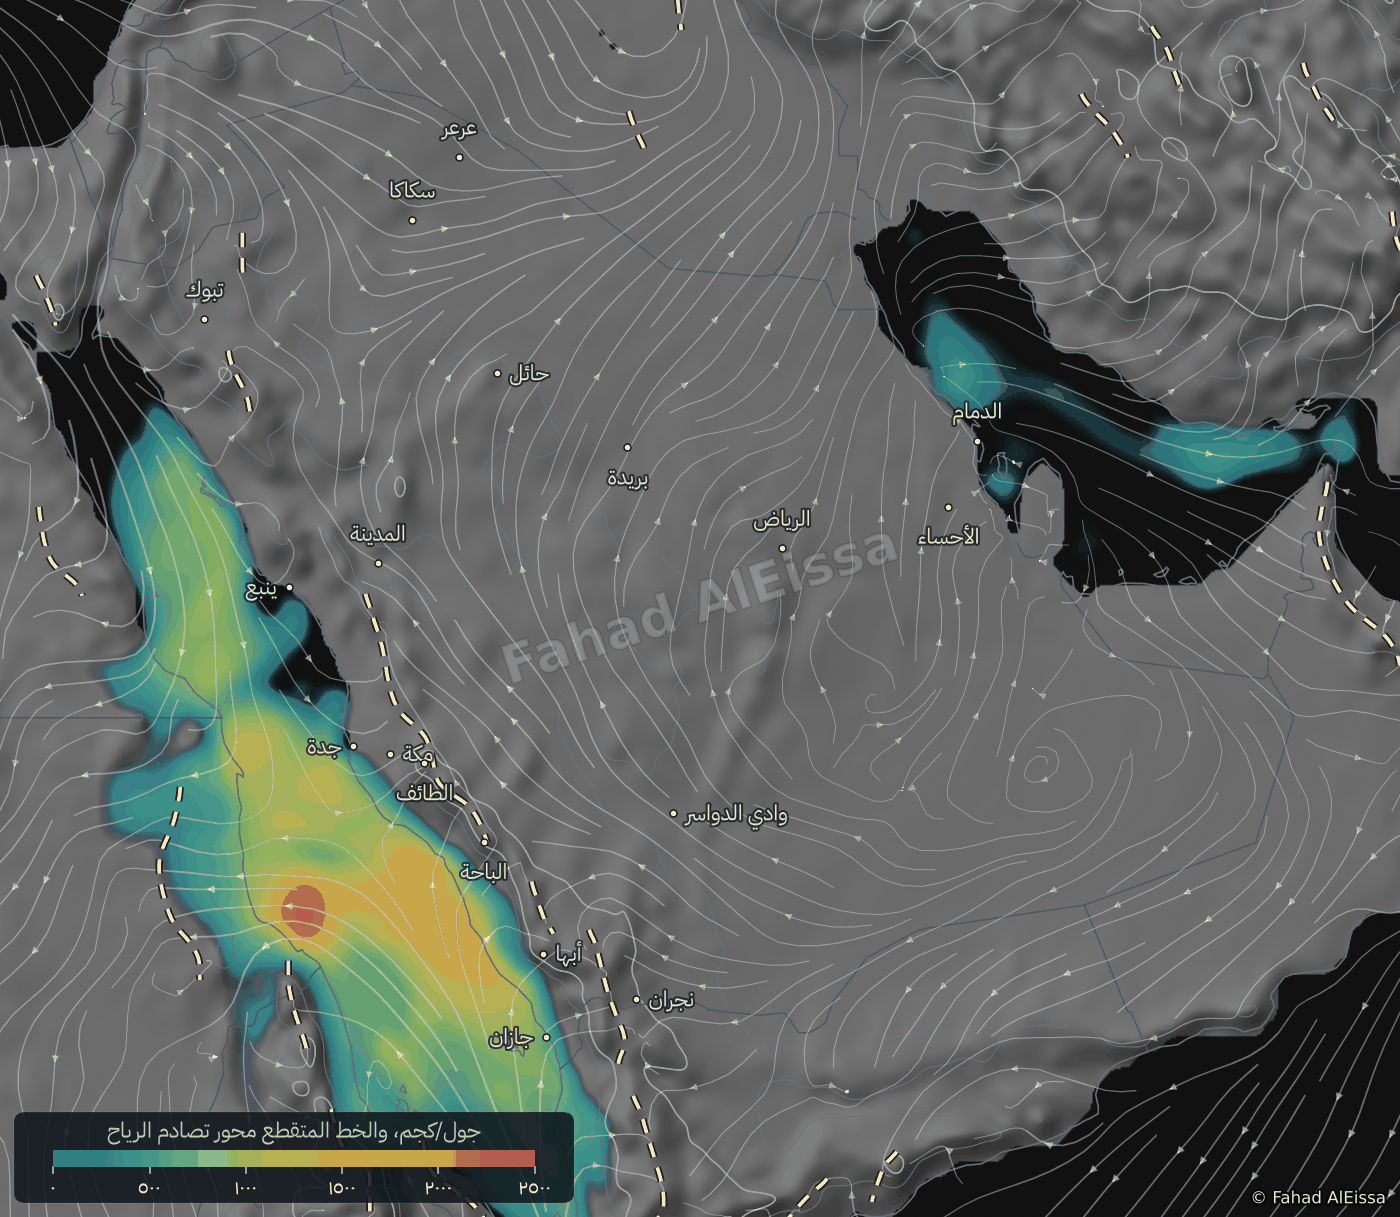 عرعر
سكاكا
تبوك
حائل
الدمام
بريدة
الرياض
الأحساء
المدينة
ينبع
Fahad AlEissa
جدة
مكة
الطائف
وادي الدواسر
الباحة
أبها
نجران
جازان
جول/كجم، والخط المتقطع محور تصادم الرياح
٠ ٥٠٠ ١٠٠٠ ١٥٠٠ ٢٠٠٠ ٢٥٠٠
© Fahad AlEissa